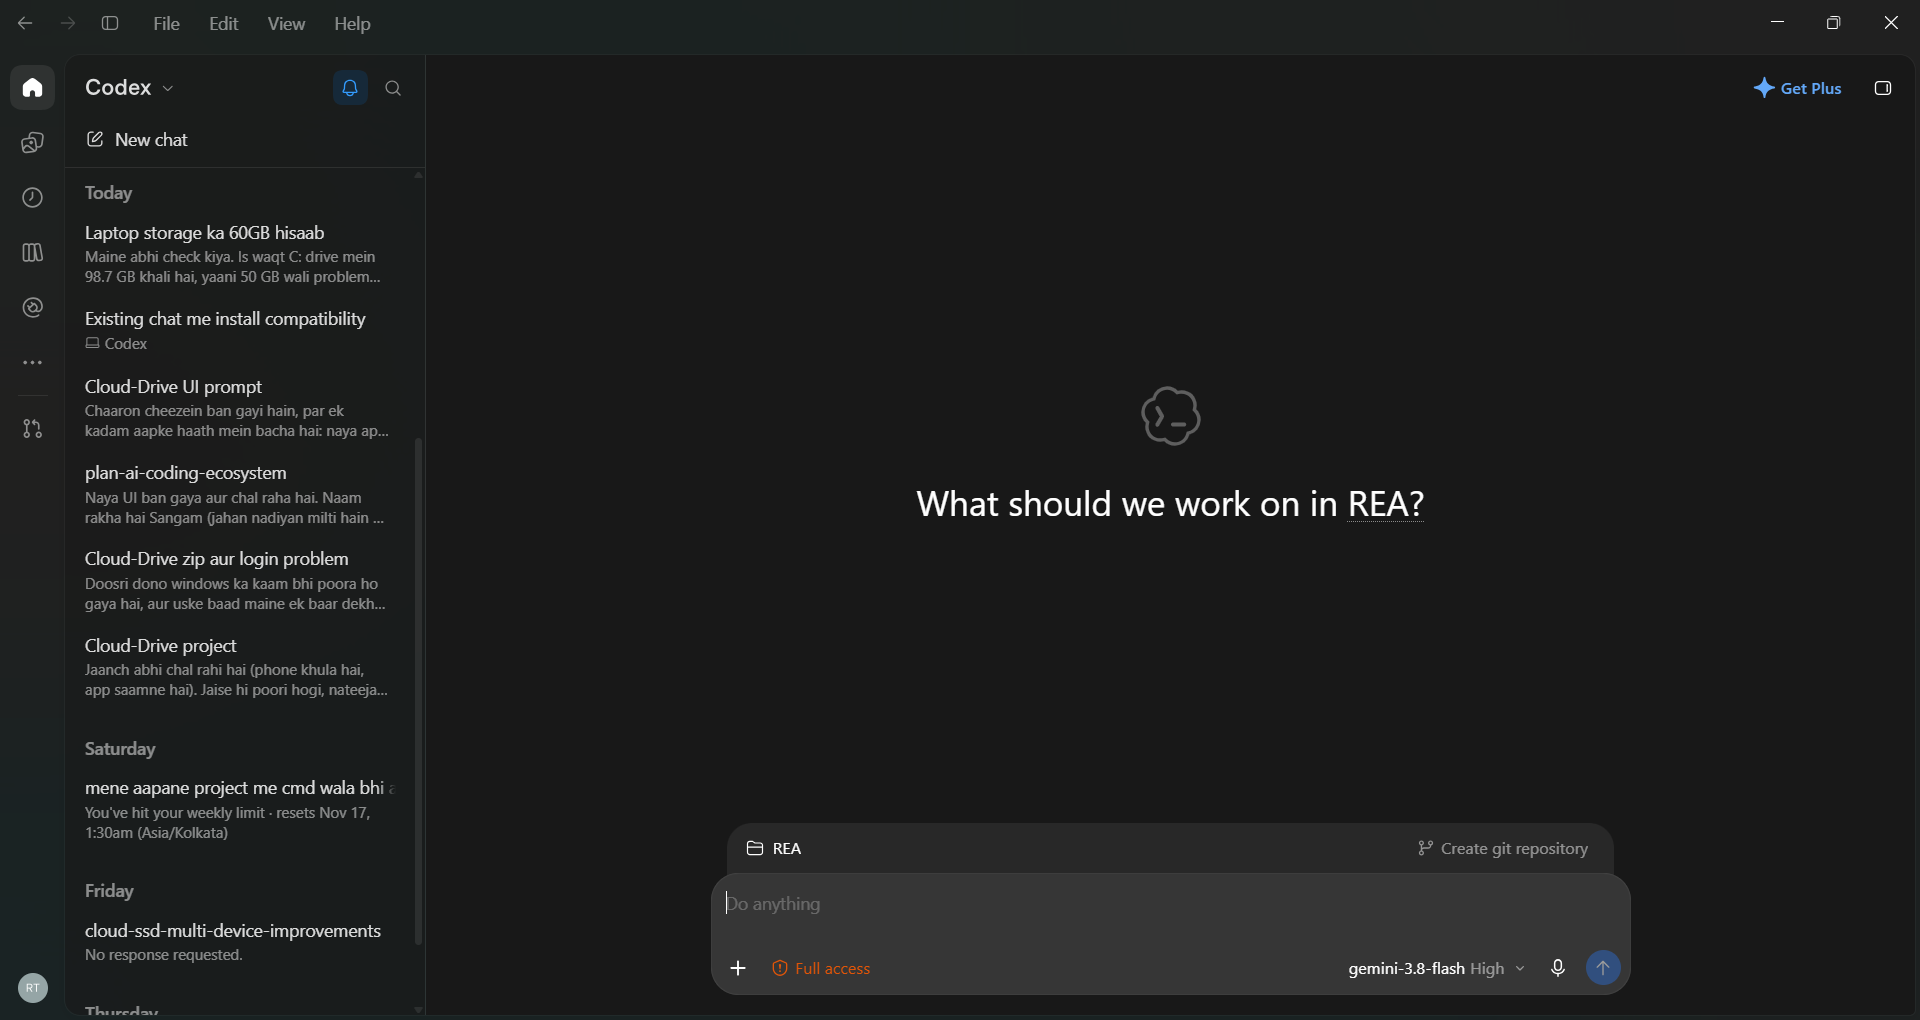 File Edit View Help
Codex
Get Plus
New chat
Today
Laptop storage ka 60GB hisaab
Maine abhi check kiya. Is waqt C: drive mein
98.7 GB khali hai, yaani 50 GB wali problem...
Existing chat me install compatibility
Codex
Cloud-Drive UI prompt
Chaaron cheezein ban gayi hain, par ek
kadam aapke haath mein bacha hai: naya ap...
plan-ai-coding-ecosystem
Naya UI ban gaya aur chal raha hai. Naam
rakha hai Sangam (jahan nadiyan milti hain ...
Cloud-Drive zip aur login problem
Doosri dono windows ka kaam bhi poora ho
gaya hai, aur uske baad maine ek baar dekh...
Cloud-Drive project
Jaanch abhi chal rahi hai (phone khula hai,
app saamne hai). Jaise hi poori hogi, nateeja...
Saturday
mene aapane project me cmd wala bhi
You've hit your weekly limit · resets Nov 17,
1:30am (Asia/Kolkata)
Friday
cloud-ssd-multi-device-improvements
No response requested.
Thursday
RT
What should we work on in REA?
REA
Create git repository
Do anything
Full access
gemini-3.8-flash High